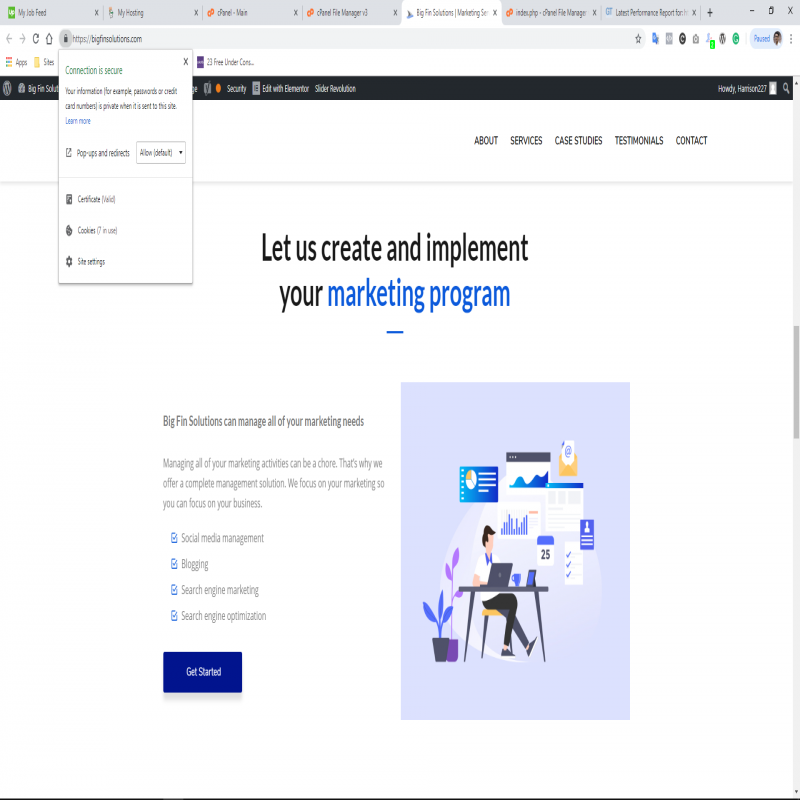 My Job Feed
My Hosting
cPanel - Main
cPanel File Manager v3
Big Fin Solutions | Marketing Se
index.php - cPanel File Manager
Latest Performance Report for:
https://bigfinsolutions.com
Paused
Apps
Sites
23 Free Under Cons...
Big Fin Solut
Security
Edit with Elementor
Slider Revolution
Howdy, Harrison227
Connection is secure
Your information (for example, passwords or credit
card numbers) is private when it is sent to this site.
Learn more
Pop-ups and redirects
Allow (default)
Certificate (Valid)
Cookies (7 in use)
Site settings
ABOUT
SERVICES
CASE STUDIES
TESTIMONIALS
CONTACT
Let us create and implement
your marketing program
Big Fin Solutions can manage all of your marketing needs
Managing all of your marketing activities can be a chore. That's why we
offer a complete management solution. We focus on your marketing so
you can focus on your business.
Social media management
Blogging
Search engine marketing
Search engine optimization
Get Started
@
25